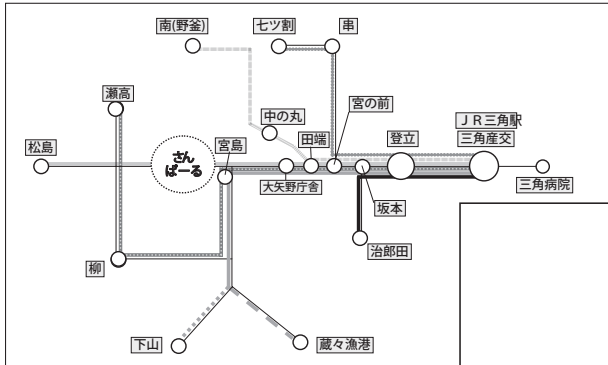 南(野釜)
七ツ割
串
瀬高
宮の前
中の丸
田端
JR三角駅
三角産交
登立
松島
さん
ぱーる
宮島
大矢野庁舎
三角病院
坂本
治郎田
柳
下山
蔵々漁港